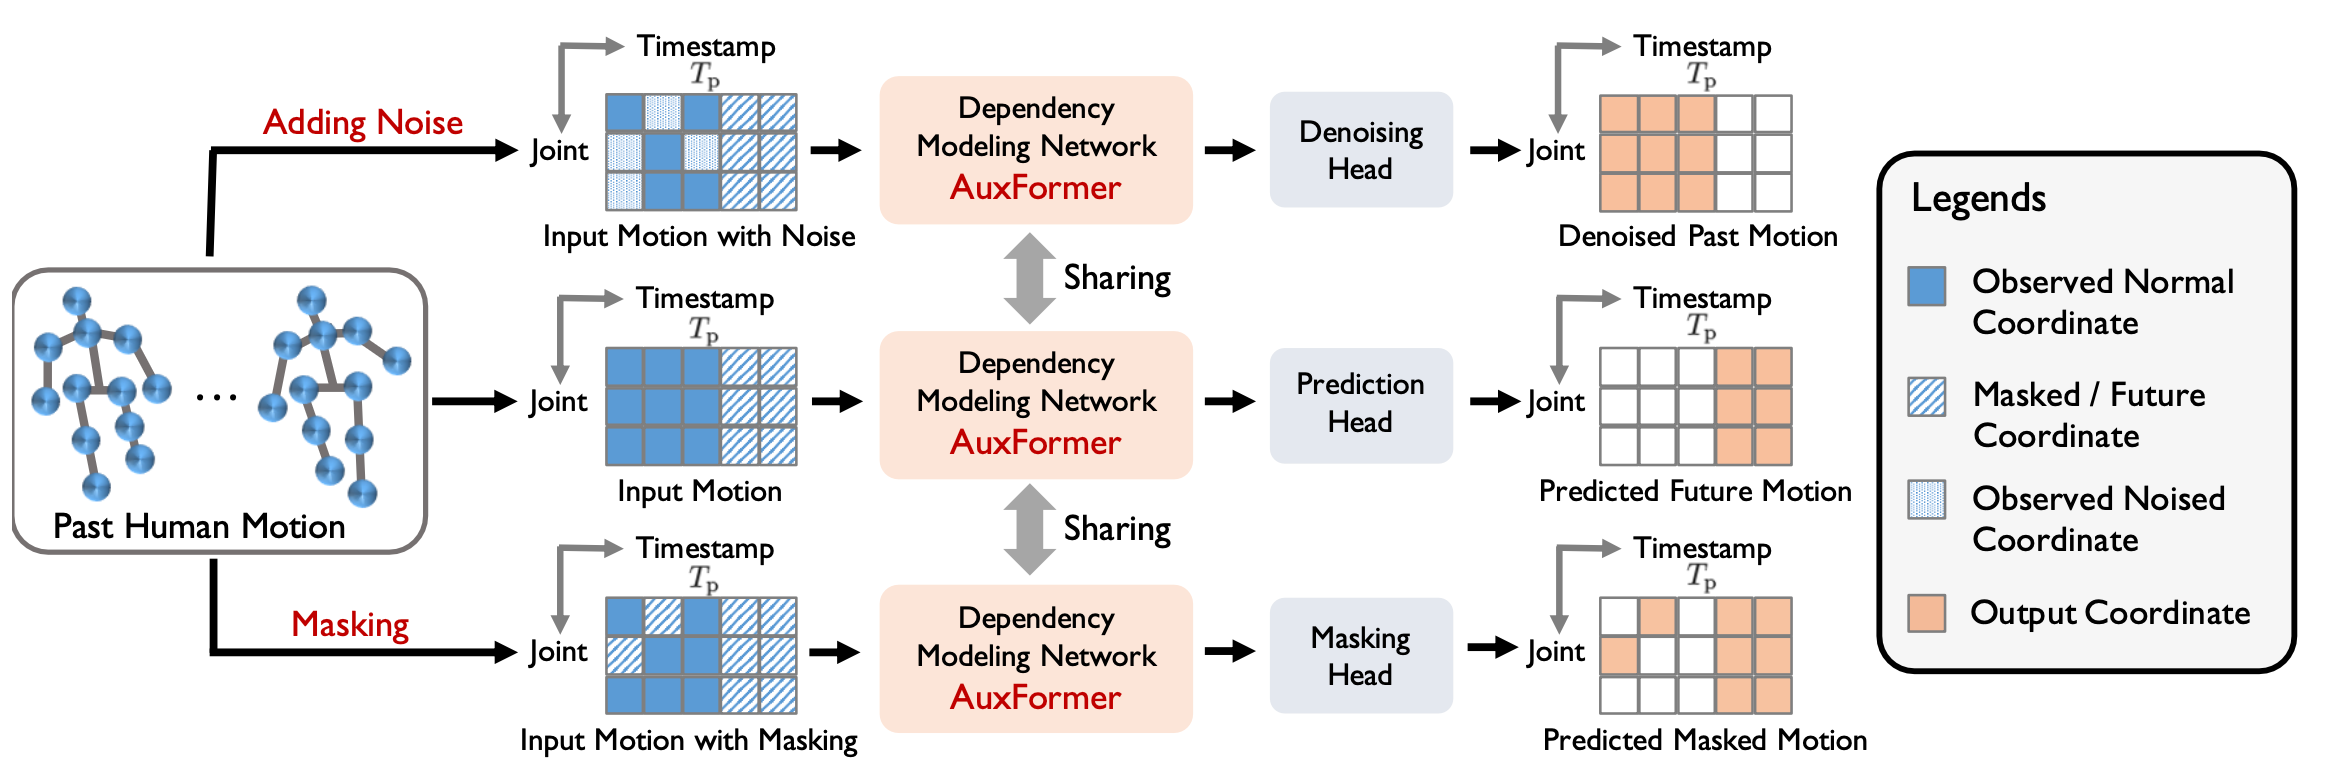 Adding Noise
Timestamp
T_p
Joint
Input Motion with Noise
Dependency
Modeling Network
AuxFormer
Denoising
Head
Timestamp
T_p
Joint
Denoised Past Motion
Sharing
Past Human Motion
...
Timestamp
T_p
Joint
Input Motion
Dependency
Modeling Network
AuxFormer
Prediction
Head
Timestamp
T_p
Joint
Predicted Future Motion
Sharing
Masking
Timestamp
T_p
Joint
Input Motion with Masking
Dependency
Modeling Network
AuxFormer
Masking
Head
Timestamp
T_p
Joint
Predicted Masked Motion
Legends
Observed Normal
Coordinate
Masked / Future
Coordinate
Observed Noised
Coordinate
Output Coordinate